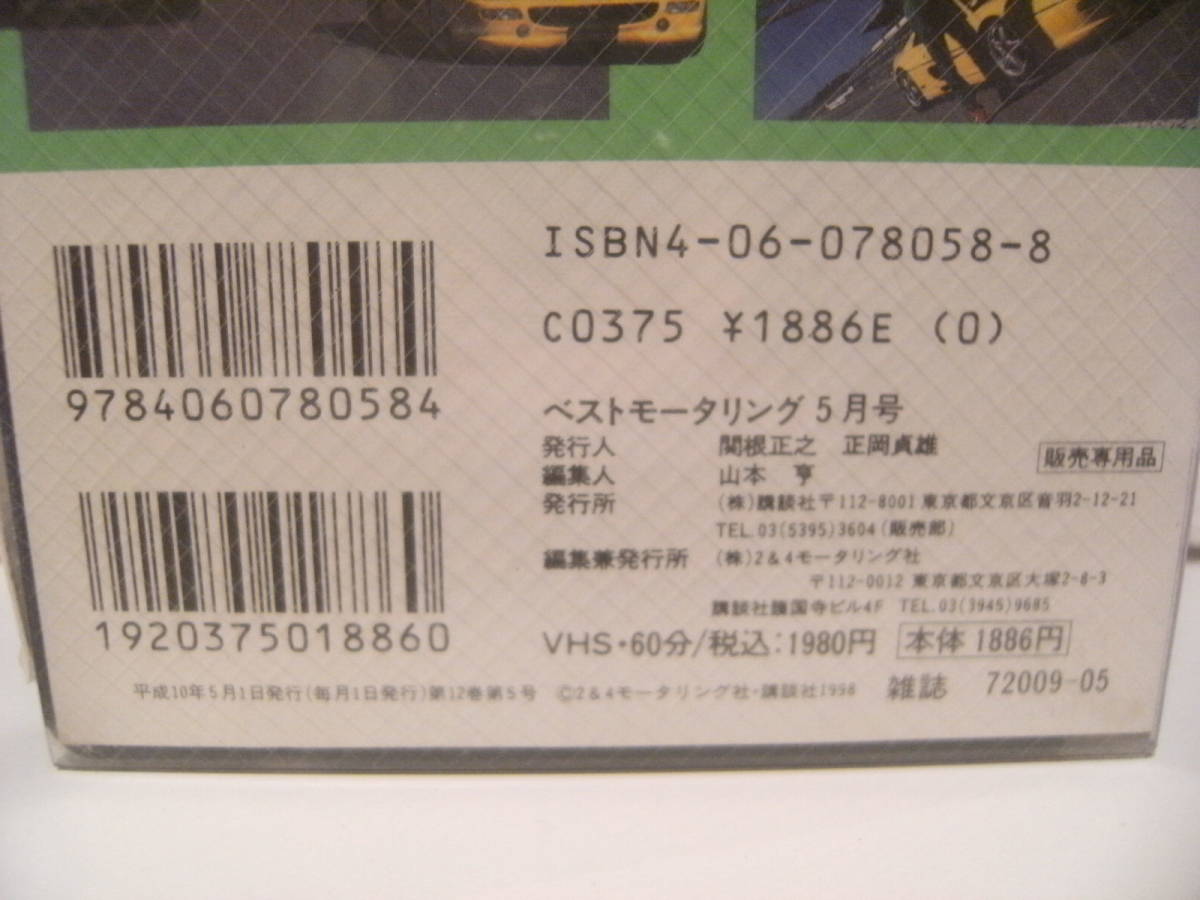 ISBN4-06-078058-8
C0375 ¥1886E (0)
9784060780584
1920375018860
ベストモータリング 5月号
発行人 関根正之 正岡貞雄
編集人 山本 亨
販売専用品
発行所 (株)講談社〒112-8001 東京都文京区音羽2-12-21
TEL.03(5395)3604(販売部)
編集兼発行所 (株)2&4モータリング社
〒112-0012 東京都文京区大塚2-8-3
講談社護国寺ビル4F TEL.03(3945)9685
VHS・60分/税込:1980円 本体 1886円
平成10年5月1日発行(毎月1日発行)第12巻第5号 ©2&4モータリング社・講談社1998 雑誌 72009-05